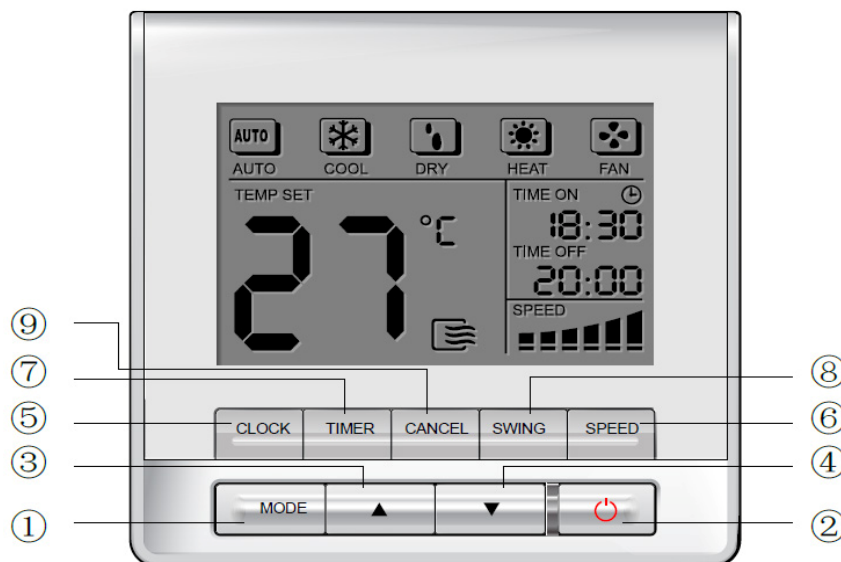 AUTO
AUTO COOL DRY HEAT FAN
TEMP SET
27 °C
TIME ON
18:30
TIME OFF
20:00
SPEED
⑨
⑦ ⑧
⑤ CLOCK TIMER CANCEL SWING SPEED ⑥
③ ④
① MODE ▲ ▼ ②